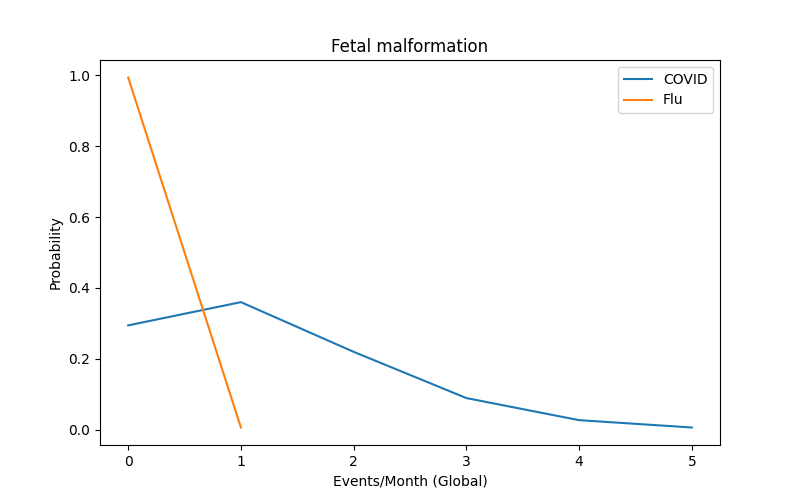 Fetal malformation
COVID
Flu
Probability
1.0
0.8
0.6
0.4
0.2
0.0
0 1 2 3 4 5
Events/Month (Global)